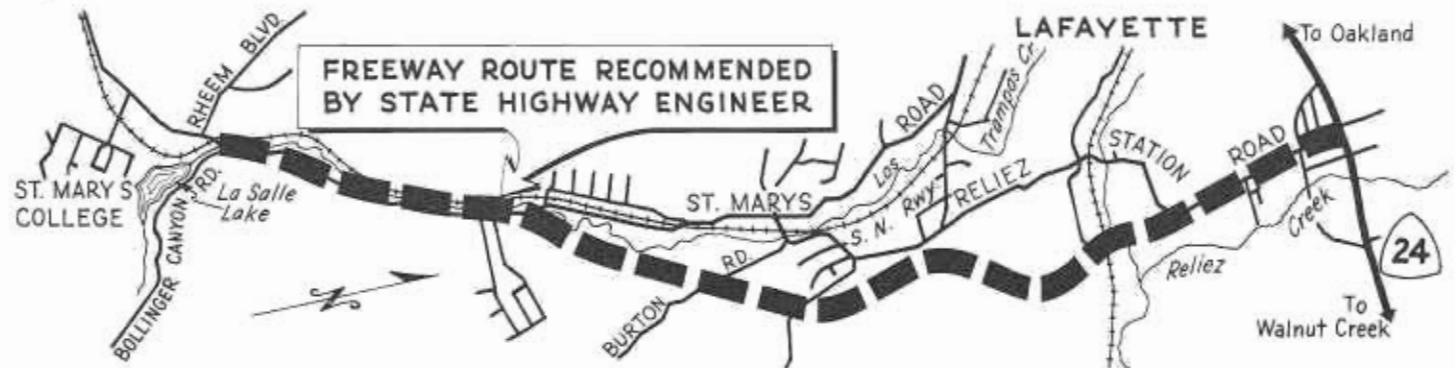 LAFAYETTE
To Oakland
RHEEM BLVD.
FREEWAY ROUTE RECOMMENDED
BY STATE HIGHWAY ENGINEER
ROAD
Trampas Cr.
Los
STATION
ROAD
ST. MARY S
COLLEGE
RD.
La Salle
Lake
ST. MARYS
S. N. Rwy.
RELIEZ
Creek
24
BOLLINGER CANYON
N
RD.
BURTON
Reliez
To
Walnut Creek